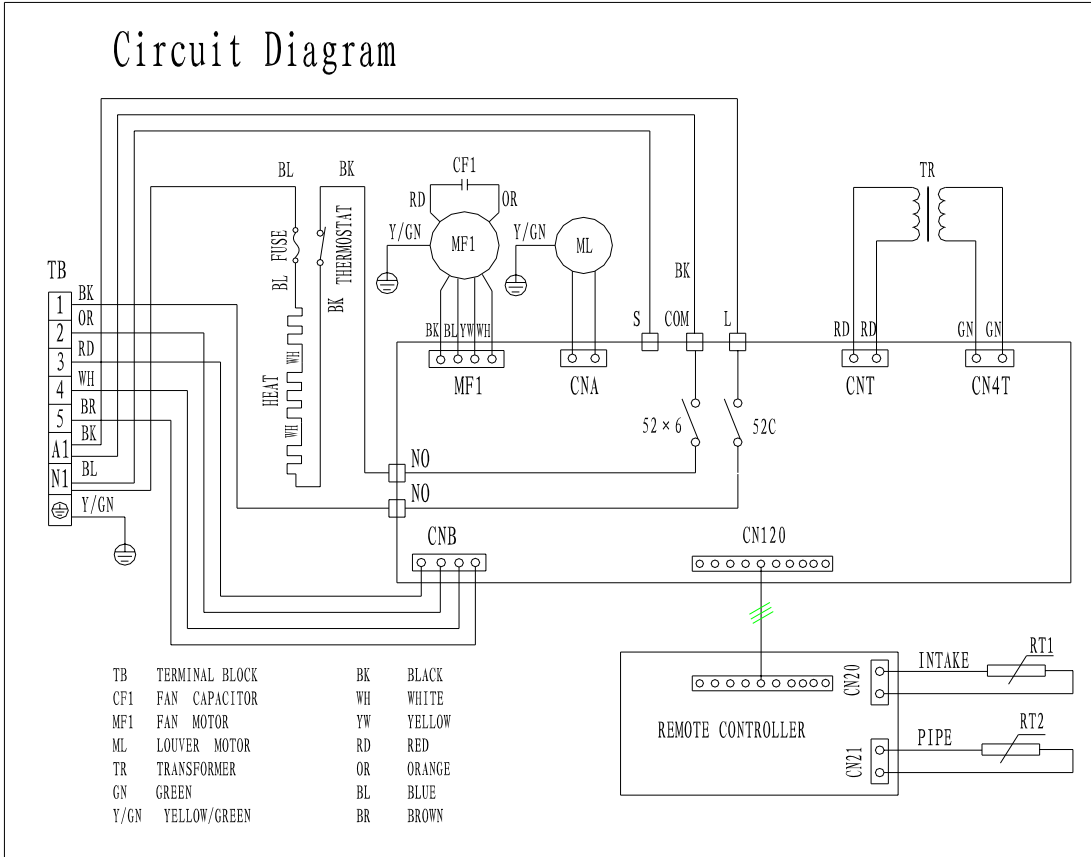 Circuit Diagram
BL
BK
CF1
RD
OR
TR
Y/GN
MF1
Y/GN
ML
FUSE
THERMOSTAT
TB
BL
BK
BK
1
BK
2
OR
3
RD
4
WH
5
BR
A1
BK
N1
BL
Y/GN
HEAT
WH
WH
BK
BL
YW
WH
S
COM
L
RD
RD
GN
GN
MF1
CNA
CNT
CN4T
52×6
52C
NO
NO
CNB
CN120
TB TERMINAL BLOCK BK BLACK
CF1 FAN CAPACITOR WH WHITE
MF1 FAN MOTOR YW YELLOW
ML LOUVER MOTOR RD RED
TR TRANSFORMER OR ORANGE
GN GREEN BL BLUE
Y/GN YELLOW/GREEN BR BROWN
REMOTE CONTROLLER
CN20
INTAKE
RT1
CN21
PIPE
RT2